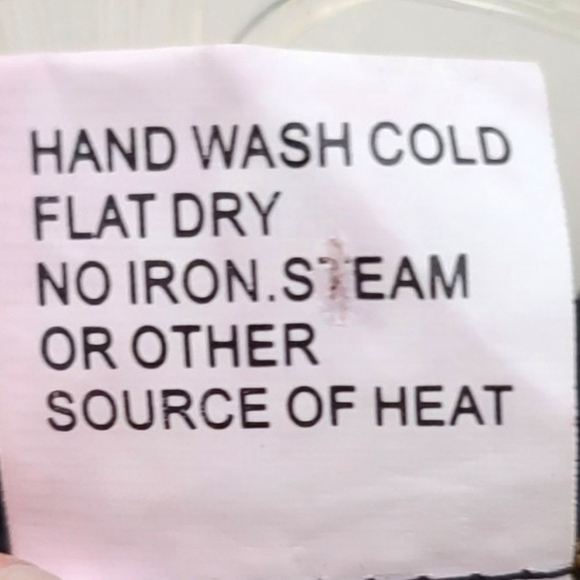 HAND WASH COLD
FLAT DRY
NO IRON.STEAM
OR OTHER
SOURCE OF HEAT